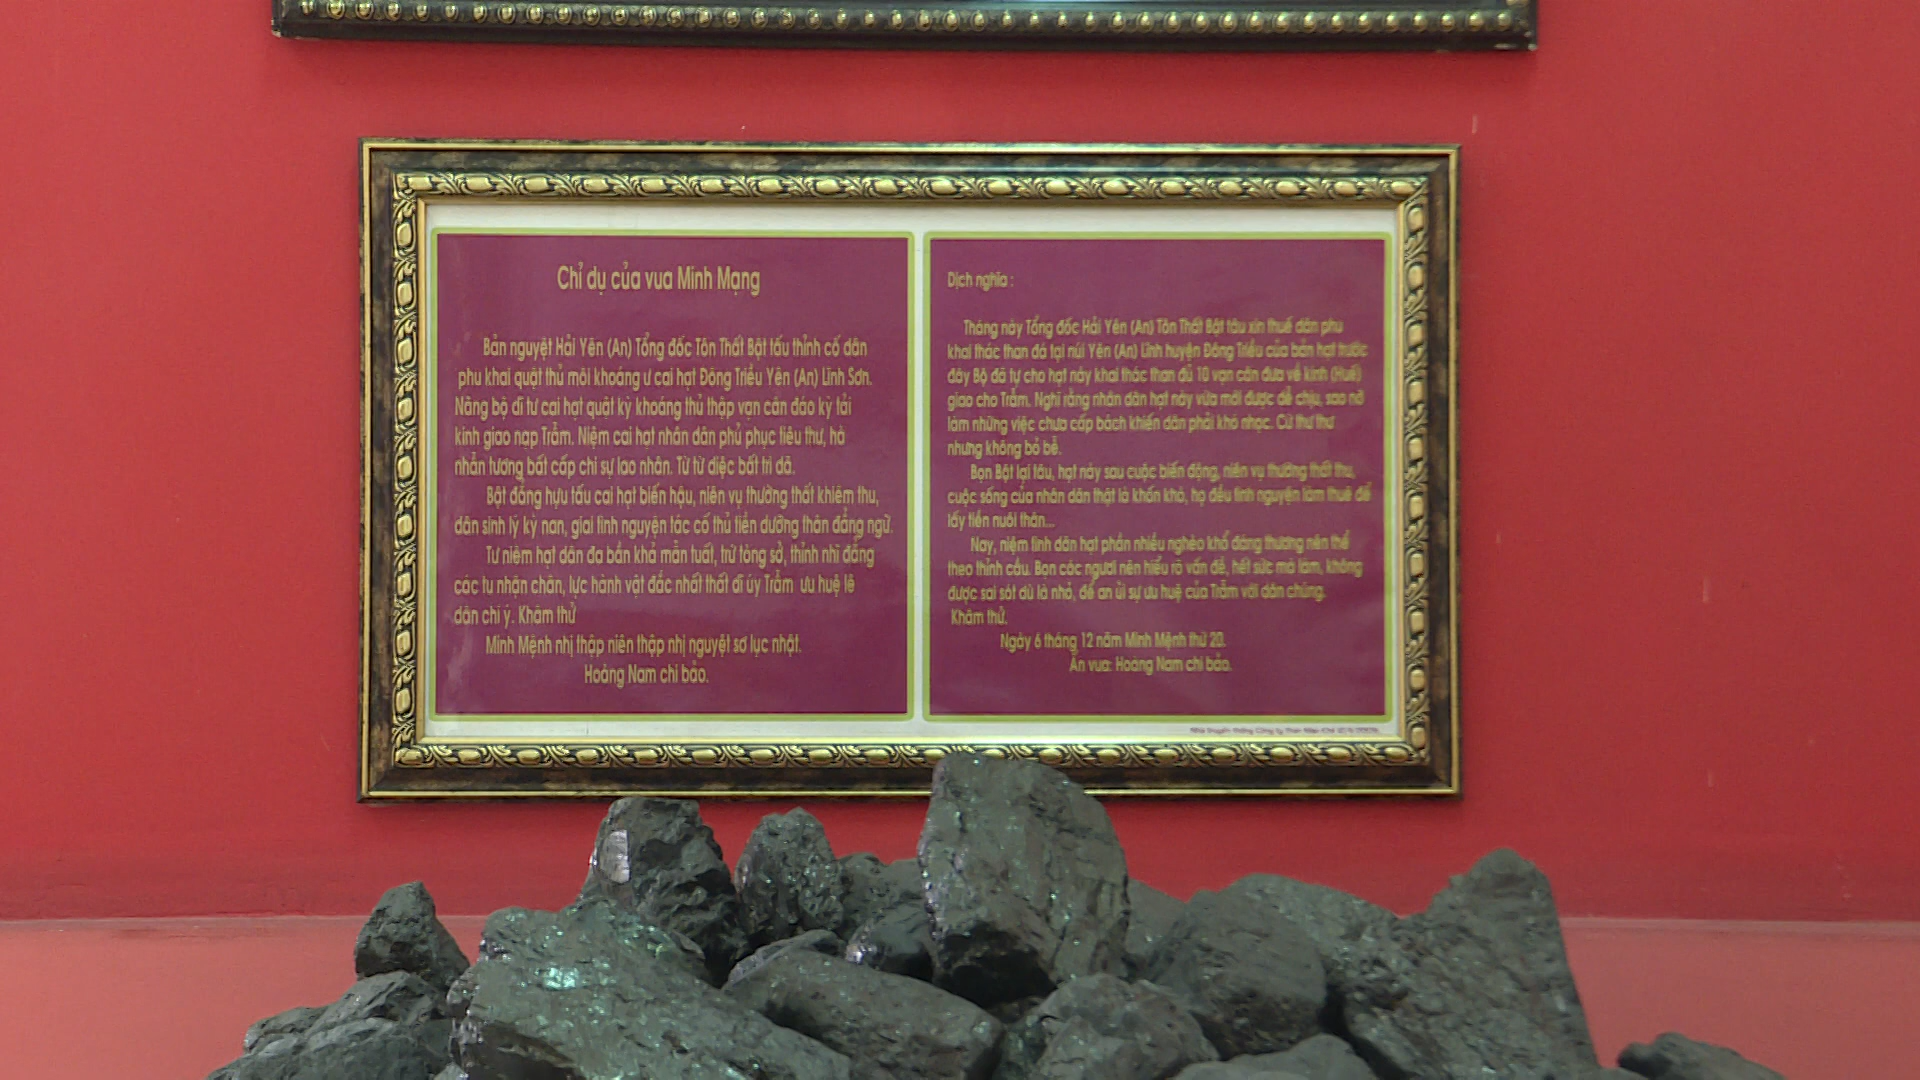 Chỉ dụ của vua Minh Mạng
Bản nguyệt Hải Yên (An) Tổng đốc Tôn Thất Bật tấu thỉnh cố dân
phu khai quật thủ môi khoáng ư cai hạt Đông Triều Yên (An) Lĩnh Sơn.
Nãng bộ dĩ tư cai hạt quật kỳ khoáng thủ thập vạn cân đáo kỳ tải
kinh giao nạp Trẫm. Niệm cai hạt nhân dân phủ phục tiêu thư, hà
nhẫn tương bất cấp chi sự lao nhân. Từ từ diệc bất trì dã.
Bật đẳng hựu tấu cai hạt biến hậu, niên vụ thường thất khiêm thu,
dân sinh lý kỳ nan, giai tình nguyện tác cố thủ tiền dưỡng thân đẳng ngữ.
Tư niệm hạt dân đa bần khả mẫn tuất, trử tòng sở, thỉnh nhĩ đẳng
các tu nhận chân, lực hành vật đắc nhất thất dĩ úy Trẫm ưu huệ lê
dân chí ý. Khâm thử
Minh Mệnh nhị thập niên thập nhị nguyệt sơ lục nhật.
Hoàng Nam chi bảo.
Dịch nghĩa :
Tháng này Tổng đốc Hải Yên (An) Tôn Thất Bật tâu xin thuê dân phu
khai thác than đá tại núi Yên (An) Lĩnh huyện Đông Triều của bản hạt trước
đây Bộ đã tự cho hạt này khai thác than đủ 10 vạn cân đưa về kinh (Huế)
giao cho Trẫm. Nghĩ rằng nhân dân hạt này vừa mới được dễ chịu, sao nỡ
làm những việc chưa cấp bách khiến dân phải khó nhọc. Cứ thư thư
nhưng không bỏ bễ.
Bọn Bật lại tâu, hạt này sau cuộc biến động, niên vụ thường thất thu,
cuộc sống của nhân dân thật là khốn khó, họ đều tình nguyện làm thuê để
lấy tiền nuôi thân...
Nay, niệm tình dân hạt phần nhiều nghèo khổ đáng thương nên thể
theo thỉnh cầu. Bọn các ngươi nên hiểu rõ vấn đề, hết sức mà làm, không
được sai sót dù là nhỏ, để an ủi sự ưu huệ của Trẫm với dân chúng.
Khâm thử.
Ngày 6 tháng 12 năm Minh Mệnh thứ 20.
Ấn vua: Hoàng Nam chi bảo.